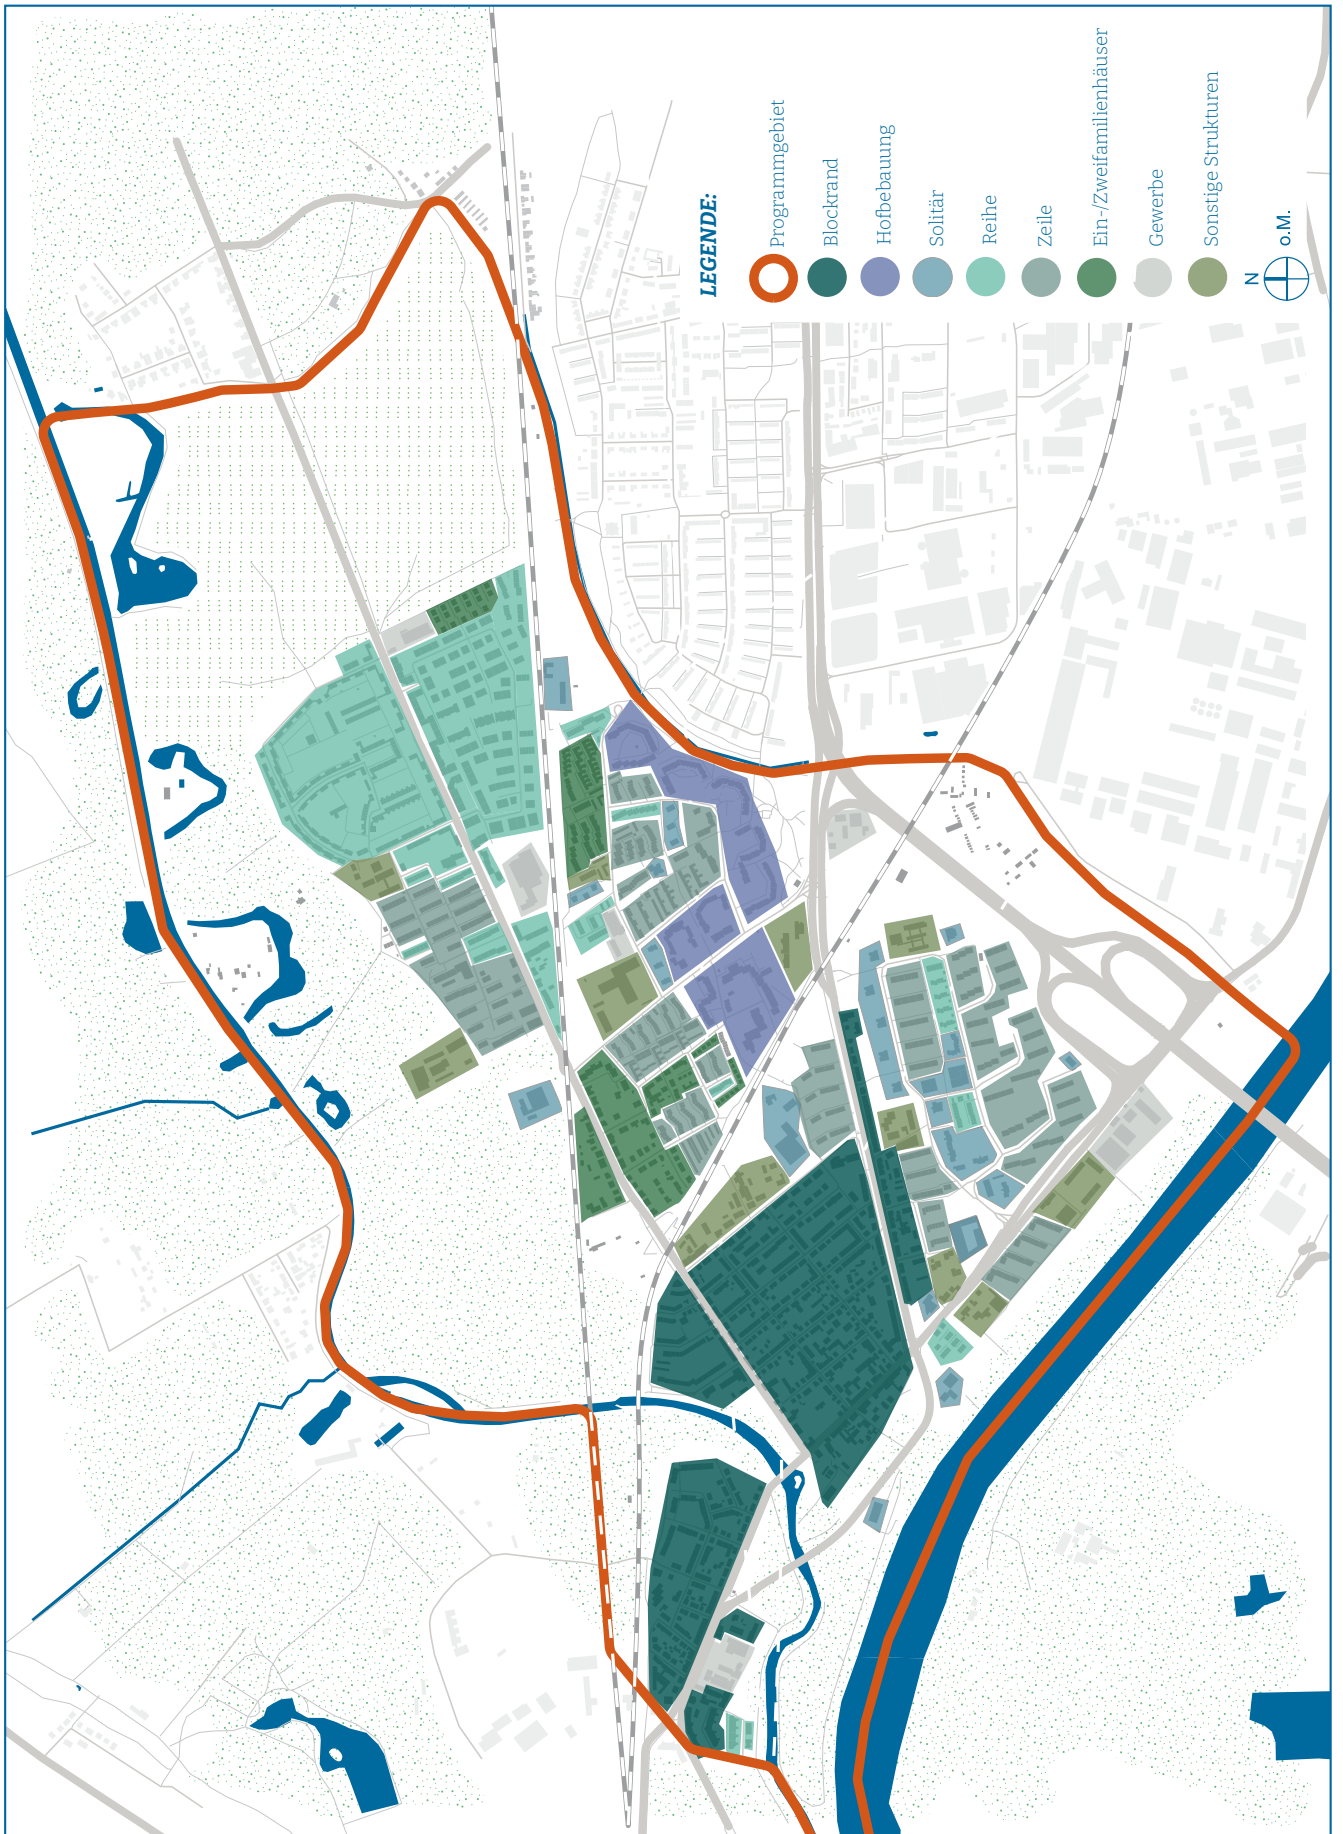 LEGENDE:
Programmgebiet
Blockrand
Hofbebauung
Solitär
Reihe
Zeile
Ein-/Zweifamilienhäuser
Gewerbe
Sonstige Strukturen
N
o.M.